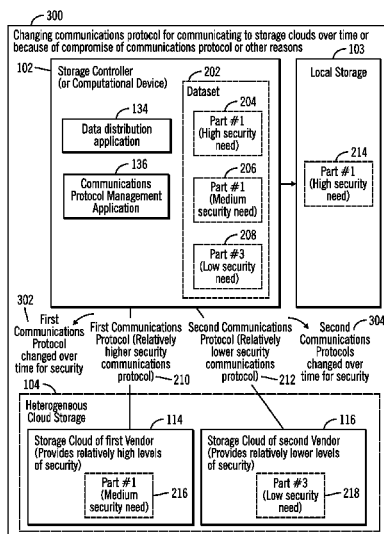 300
Changing communications protocol for communicating to storage clouds over time or
because of compromise of communications protocol or other reasons
102
Storage Controller
(or Computational Device)
134
Data distribution
application
136
Communications
Protocol Management
Application
202
Dataset
204
Part #1
(High security
need)
206
Part #1
(Medium
security need)
208
Part #3
(Low security
need)
103
Local Storage
214
Part #1
(High security
need)
302
First
Communications
Protocol
changed over
time for security
First Communications
Protocol (Relatively
higher security
communications
protocol)
210
Second Communications
Protocol (Relatively
lower security
communications
protocol)
212
304
Second
Communications
Protocols
changed over
time for security
104
Heterogeneous
Cloud Storage
114
Storage Cloud of first Vendor
(Provides relatively high levels
of security)
Part #1
(Medium
security need)
216
116
Storage Cloud of second Vendor
(Provides relatively lower levels
of security)
Part #3
(Low security
need)
218